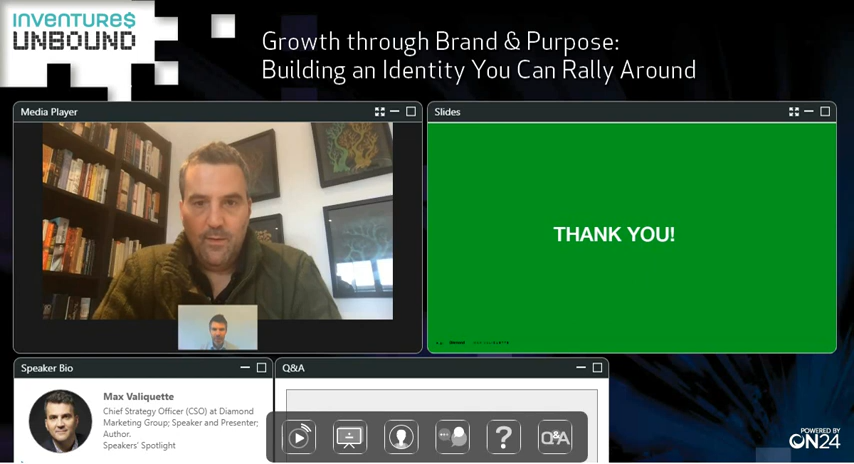 INVENTURE$
UNBOUND
Growth through Brand & Purpose:
Building an Identity You Can Rally Around
Media Player
Slides
THANK YOU!
Speaker Bio
Q&A
Max Valiquette
Chief Strategy Officer (CSO) at Diamond
Marketing Group; Speaker and Presenter;
Author.
Speakers' Spotlight
?
Q&A
POWERED BY
ON24